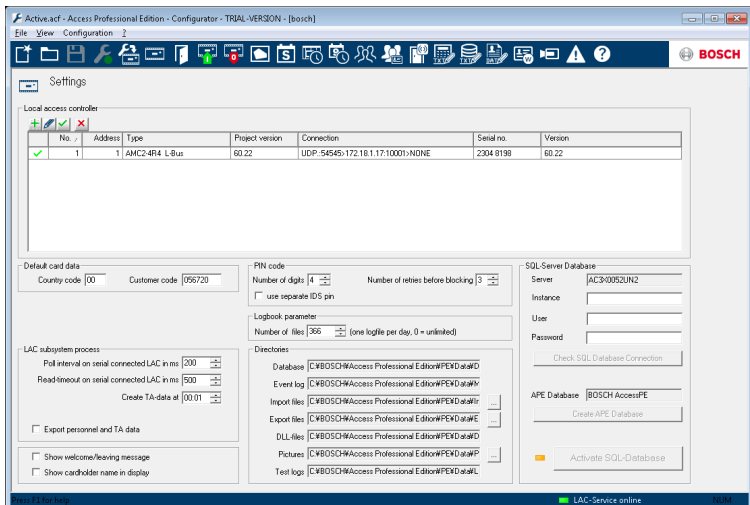 Active.acf - Access Professional Edition - Configurator - TRIAL-VERSION - [bosch]
File View Configuration ?
TXT TXT DATA
BOSCH
Settings
Local access controller
No. Address Type Project version Connection Serial no. Version
1 1 AMC2-4R4 L-Bus 60.22 UDP::54545>172.18.1.17:10001>NONE 2304 8198 60.22
Default card data
Country code 00 Customer code 056720
PIN code
Number of digits 4 Number of retries before blocking 3
use separate IDS pin
Logbook parameter
Number of files 366 (one logfile per day, 0 = unlimited)
LAC subsystem process
Poll interval on serial connected LAC in ms 200
Read-timeout on serial connected LAC in ms 500
Create TA-data at 00:01
Export personnel and TA data
Show welcome/leaving message
Show cardholder name in display
Directories
Database C:¥BOSCH¥Access Professional Edition¥PE¥Data¥D
Event log C:¥BOSCH¥Access Professional Edition¥PE¥Data¥M
Import files C:¥BOSCH¥Access Professional Edition¥PE¥Data¥Ir ...
Export files C:¥BOSCH¥Access Professional Edition¥PE¥Data¥E ...
DLL-files C:¥BOSCH¥Access Professional Edition¥PE¥Data¥D
Pictures C:¥BOSCH¥Access Professional Edition¥PE¥Data¥P ...
Test logs C:¥BOSCH¥Access Professional Edition¥PE¥Data¥L
SQL-Server Database
Server AC3X0052UN2
Instance
User
Password
Check SQL Database Connection
APE Database BOSCH AccessPE
Create APE Database
Activate SQL-Database
Press F1 for help LAC-Service online NUM